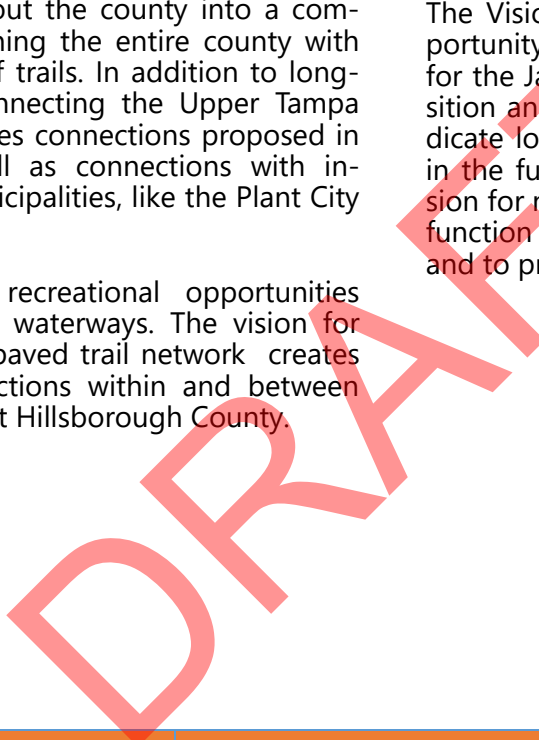 out the county into a com-
ning the entire county with
f trails. In addition to long-
nnecting the Upper Tampa
es connections proposed in
ll as connections with in-
icipalities, like the Plant City
recreational opportunities
waterways. The vision for
paved trail network creates
ctions within and between
t Hillsborough County.
The Visio
portunity
for the Ja
sition an
dicate lo
in the fu
sion for n
function
and to pr
DRAFT